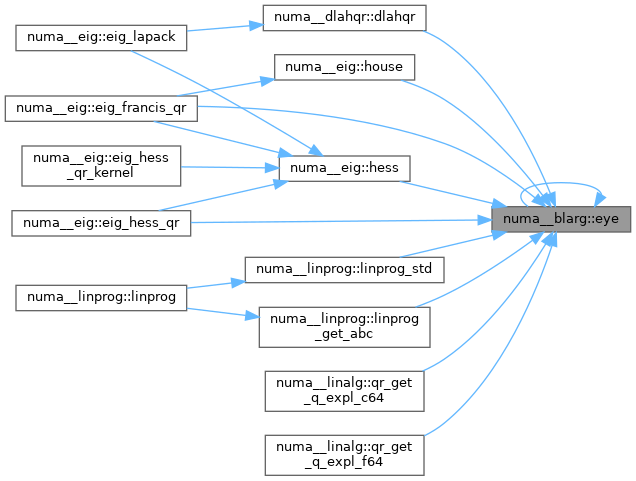 numa__dlahqr::dlahqr
numa__eig::eig_lapack
numa__eig::house
numa__eig::eig_francis_qr
numa__eig::eig_hess
_qr_kernel
numa__eig::hess
numa__eig::eig_hess_qr
numa__blarg::eye
numa__linprog::linprog_std
numa__linprog::linprog
numa__linprog::linprog
_get_abc
numa__linalg::qr_get
_q_expl_c64
numa__linalg::qr_get
_q_expl_f64